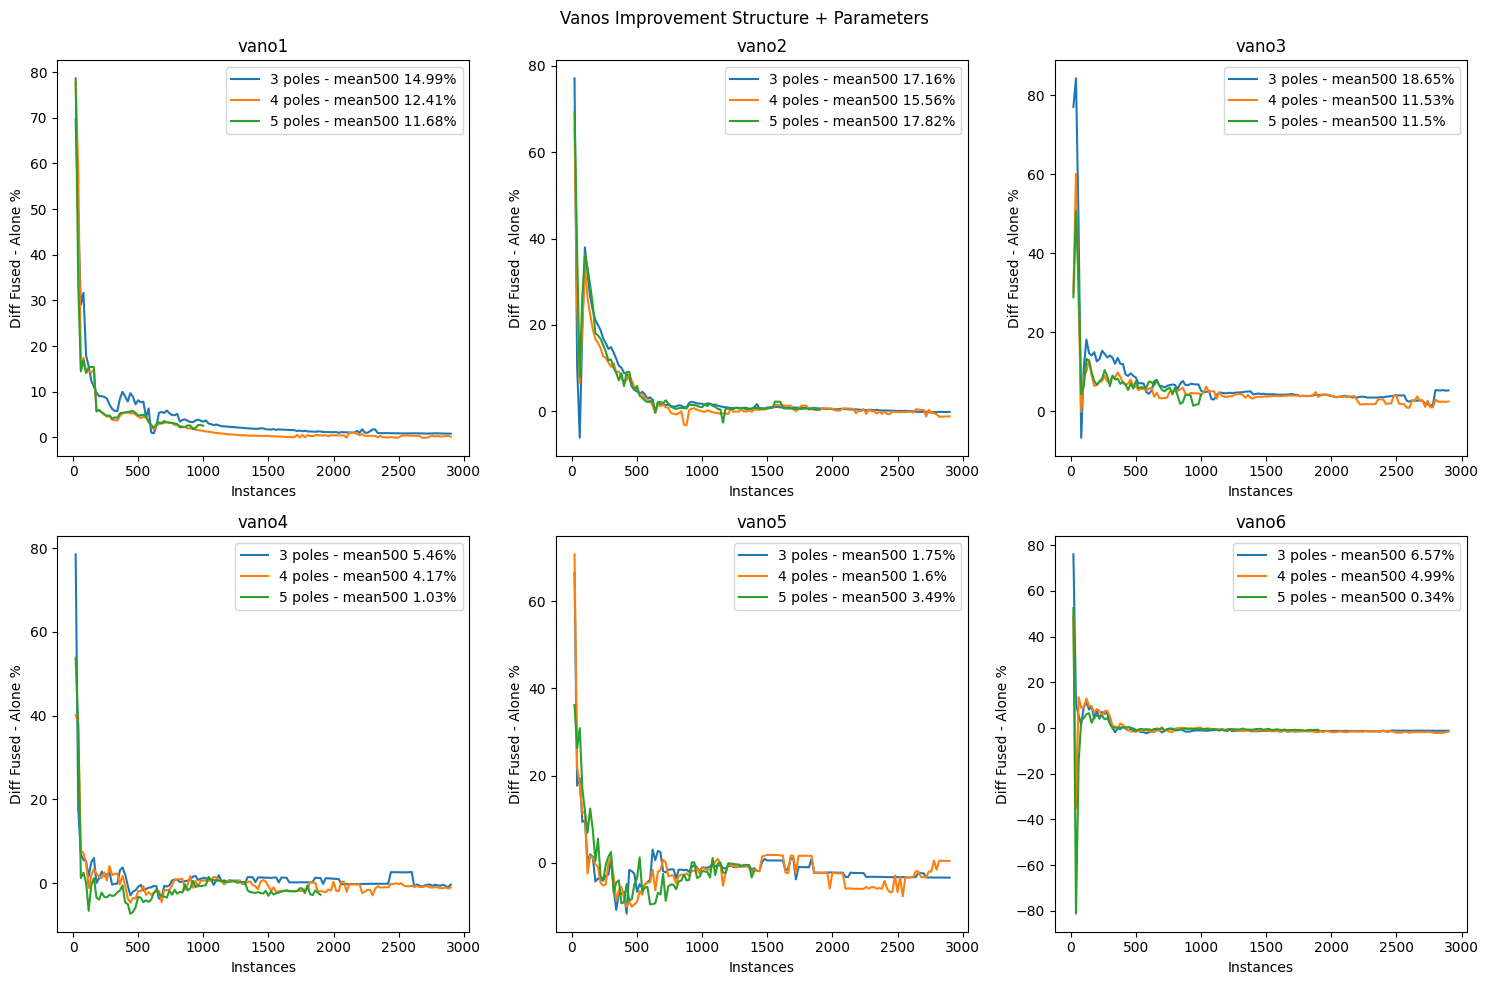 Vanos Improvement Structure + Parameters
vano1
3 poles - mean500 14.99%
4 poles - mean500 12.41%
5 poles - mean500 11.68%
80
70
60
50
40
30
20
10
0
Diff Fused - Alone %
0 500 1000 1500 2000 2500 3000
Instances
vano2
3 poles - mean500 17.16%
4 poles - mean500 15.56%
5 poles - mean500 17.82%
80
60
40
20
0
Diff Fused - Alone %
0 500 1000 1500 2000 2500 3000
Instances
vano3
3 poles - mean500 18.65%
4 poles - mean500 11.53%
5 poles - mean500 11.5%
80
60
40
20
0
Diff Fused - Alone %
0 500 1000 1500 2000 2500 3000
Instances
vano4
3 poles - mean500 5.46%
4 poles - mean500 4.17%
5 poles - mean500 1.03%
80
60
40
20
0
Diff Fused - Alone %
0 500 1000 1500 2000 2500 3000
Instances
vano5
3 poles - mean500 1.75%
4 poles - mean500 1.6%
5 poles - mean500 3.49%
60
40
20
0
Diff Fused - Alone %
0 500 1000 1500 2000 2500 3000
Instances
vano6
3 poles - mean500 6.57%
4 poles - mean500 4.99%
5 poles - mean500 0.34%
80
60
40
20
0
−20
−40
−60
−80
Diff Fused - Alone %
0 500 1000 1500 2000 2500 3000
Instances